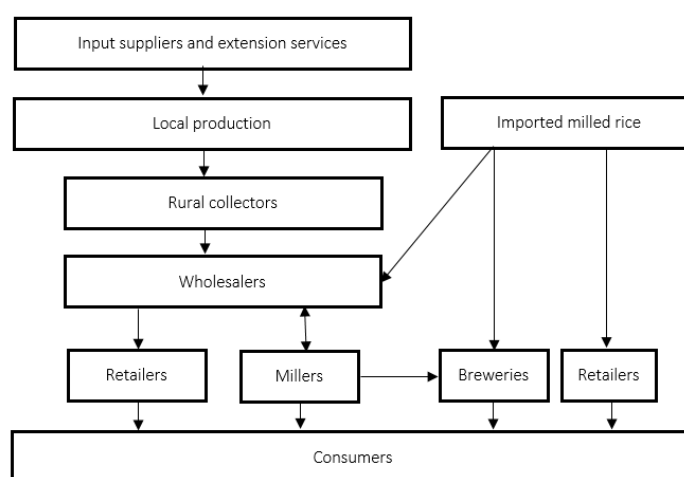 Input suppliers and extension services
Local production
Imported milled rice
Rural collectors
Wholesalers
Retailers
Millers
Breweries
Retailers
Consumers